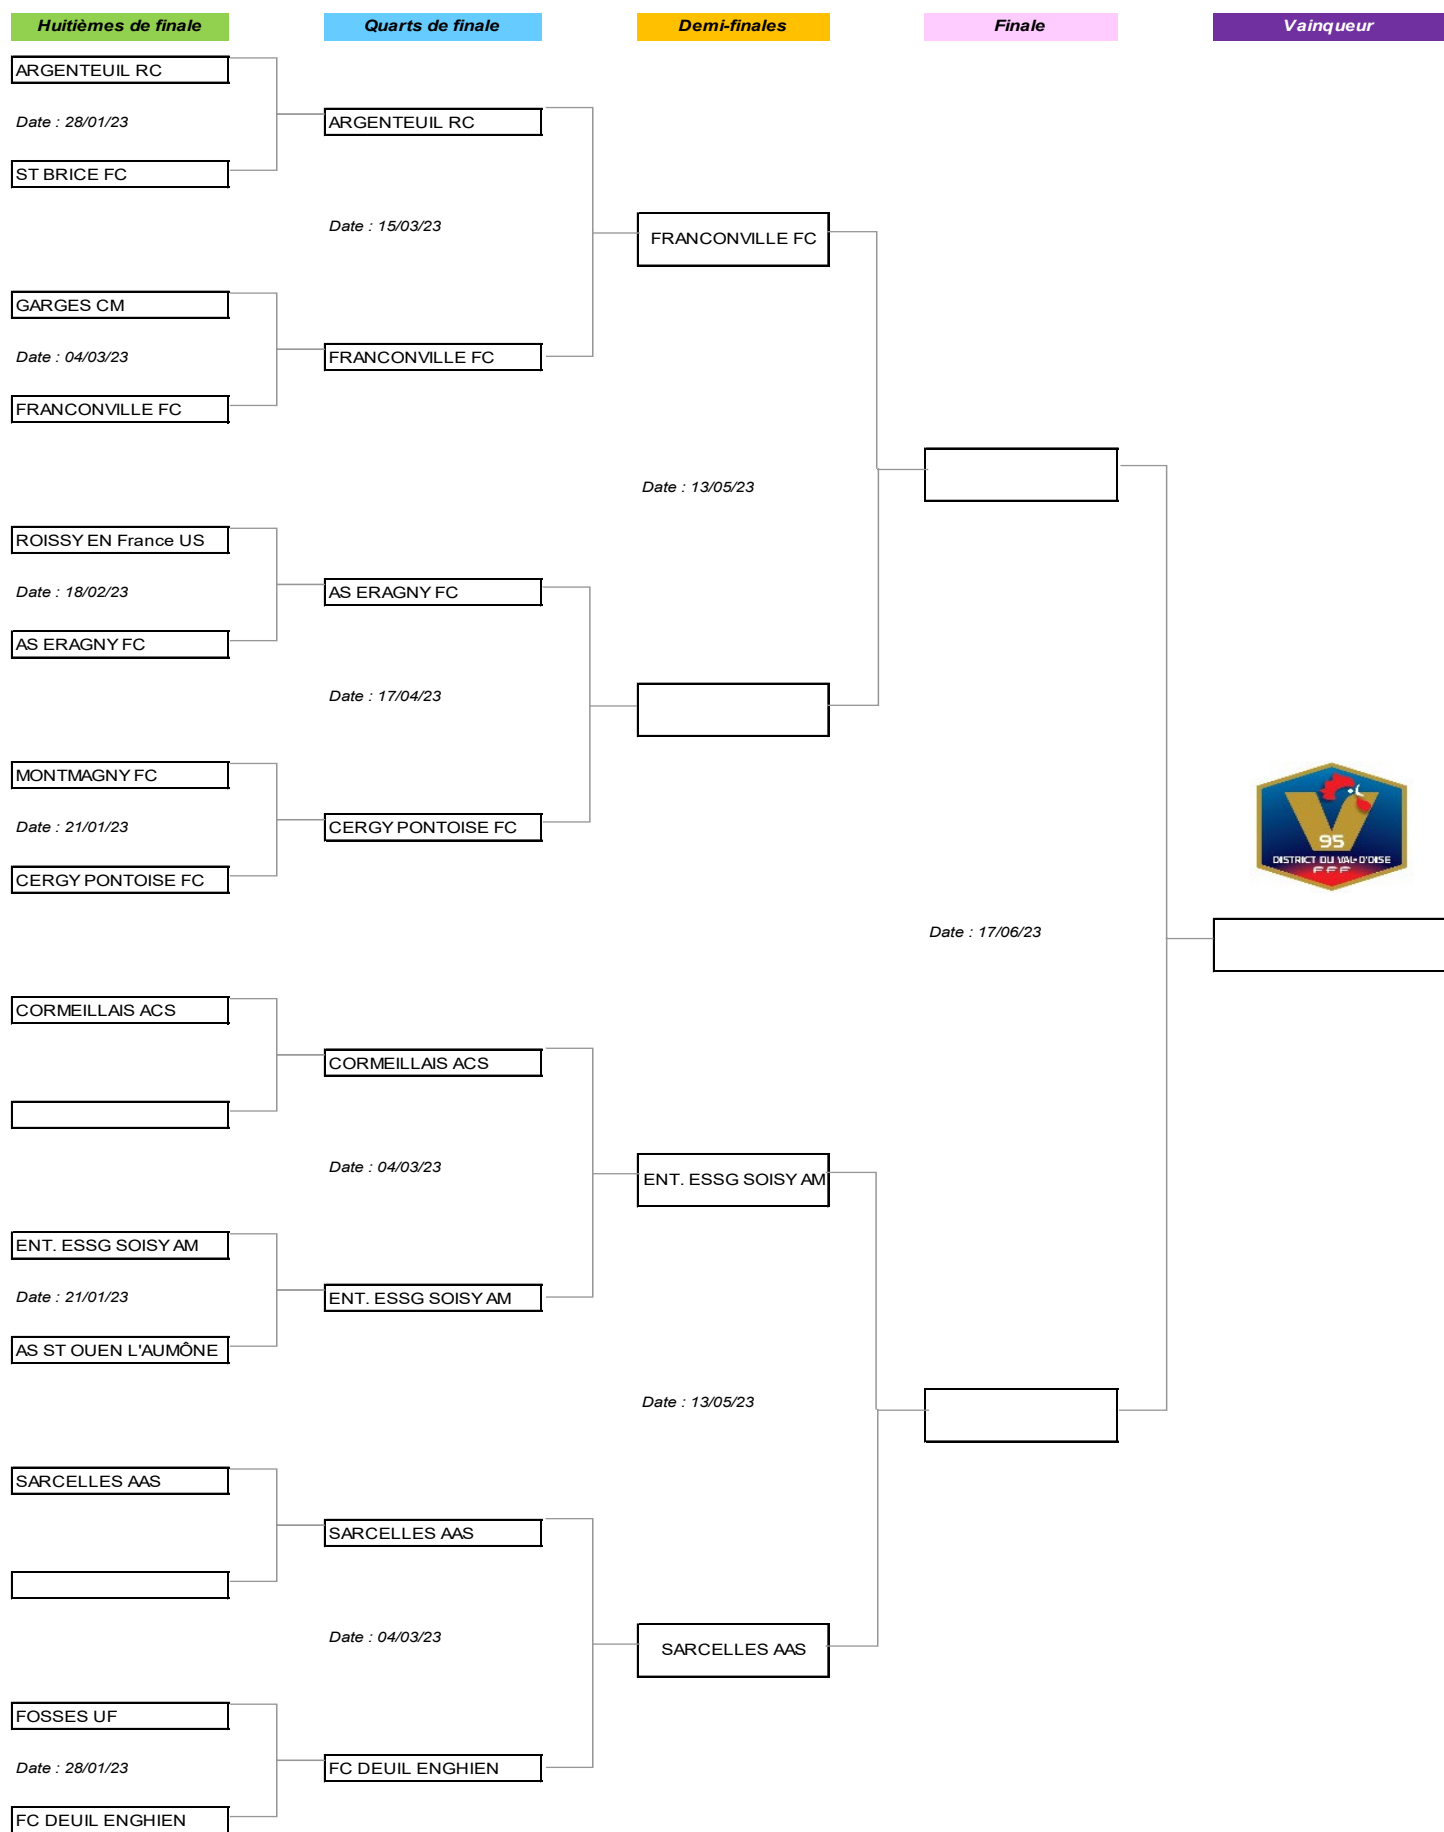 Huitièmes de finale
Quarts de finale
Demi-finales
Finale
Vainqueur
ARGENTEUIL RC
Date : 28/01/23
ARGENTEUIL RC
ST BRICE FC
Date : 15/03/23
FRANCONVILLE FC
GARGES CM
Date : 04/03/23
FRANCONVILLE FC
FRANCONVILLE FC
Date : 13/05/23
ROISSY EN France US
Date : 18/02/23
AS ERAGNY FC
AS ERAGNY FC
Date : 17/04/23
MONTMAGNY FC
Date : 21/01/23
CERGY PONTOISE FC
CERGY PONTOISE FC
V
95
DISTRICT DU VAL-D'OISE
FFF
Date : 17/06/23
CORMEILLAIS ACS
CORMEILLAIS ACS
Date : 04/03/23
ENT. ESSG SOISY AM
ENT. ESSG SOISY AM
Date : 21/01/23
ENT. ESSG SOISY AM
AS ST OUEN L'AUMÔNE
Date : 13/05/23
SARCELLES AAS
SARCELLES AAS
Date : 04/03/23
SARCELLES AAS
FOSSES UF
Date : 28/01/23
FC DEUIL ENGHIEN
FC DEUIL ENGHIEN